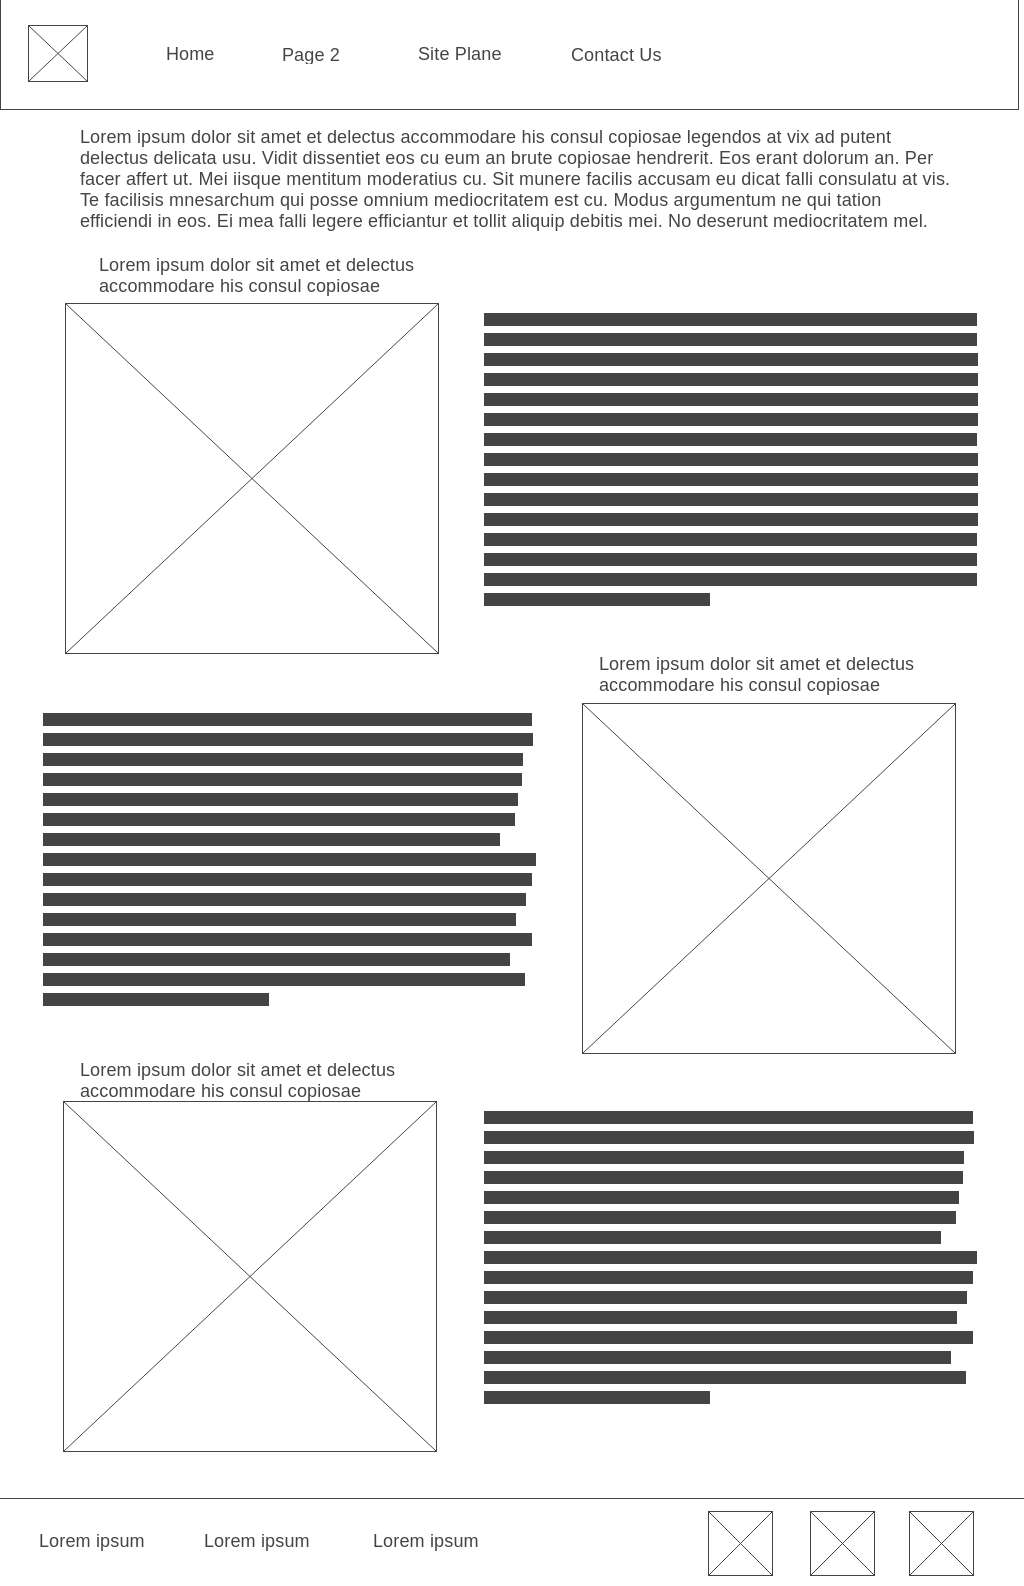 Home
Page 2
Site Plane
Contact Us
Lorem ipsum dolor sit amet et delectus accommodare his consul copiosae legendos at vix ad putent
delectus delicata usu. Vidit dissentiet eos cu eum an brute copiosae hendrerit. Eos erant dolorum an. Per
facer affert ut. Mei iisque mentitum moderatius cu. Sit munere facilis accusam eu dicat falli consulatu at vis.
Te facilisis mnesarchum qui posse omnium mediocritatem est cu. Modus argumentum ne qui tation
efficiendi in eos. Ei mea falli legere efficiantur et tollit aliquip debitis mei. No deserunt mediocritatem mel.
Lorem ipsum dolor sit amet et delectus
accommodare his consul copiosae
Lorem ipsum dolor sit amet et delectus
accommodare his consul copiosae
Lorem ipsum dolor sit amet et delectus
accommodare his consul copiosae
Lorem ipsum
Lorem ipsum
Lorem ipsum